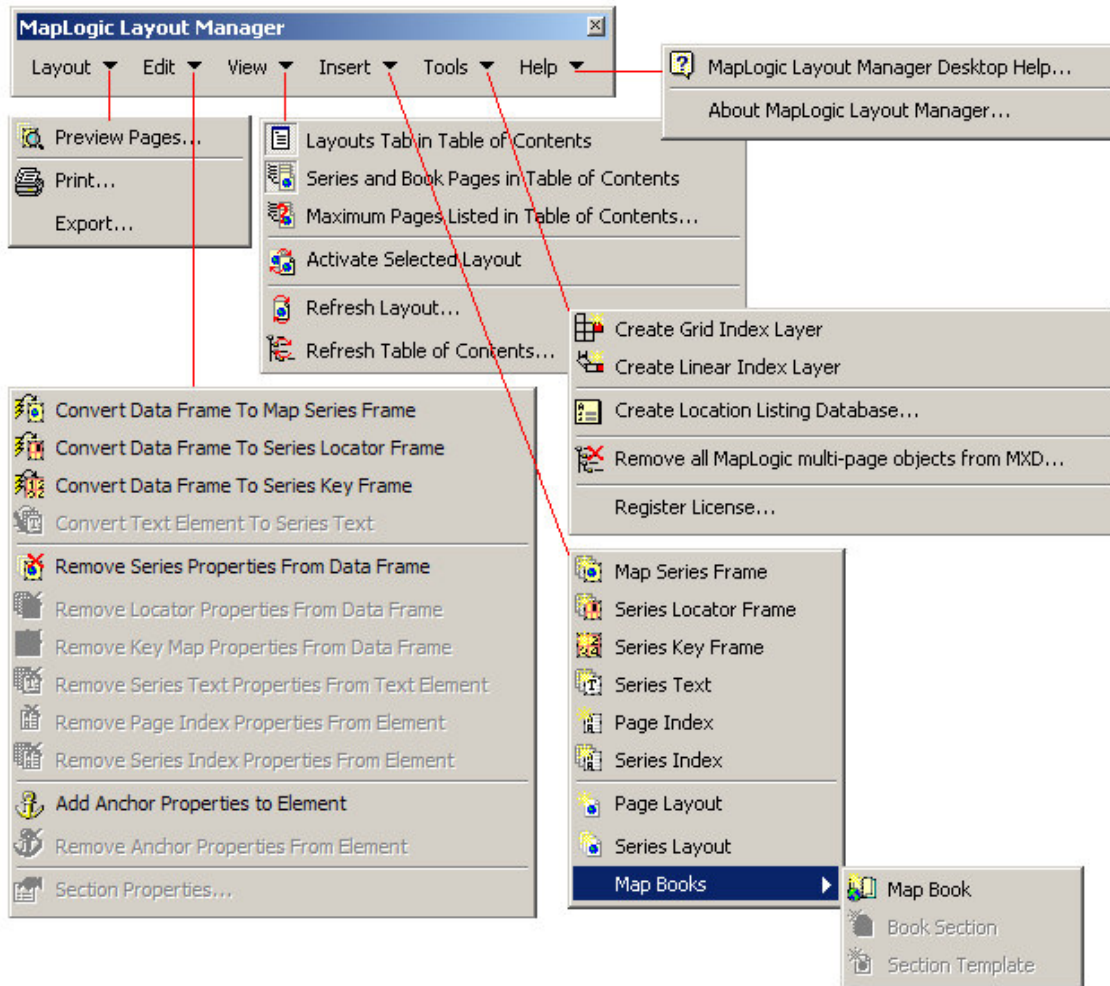 MapLogic Layout Manager
Layout Edit View Insert Tools Help
MapLogic Layout Manager Desktop Help...
About MapLogic Layout Manager...
Preview Pages...
Print...
Export...
Layouts Tab in Table of Contents
Series and Book Pages in Table of Contents
Maximum Pages Listed in Table of Contents...
Activate Selected Layout
Refresh Layout...
Refresh Table of Contents...
Create Grid Index Layer
Create Linear Index Layer
Create Location Listing Database...
Remove all MapLogic multi-page objects from MXD...
Register License...
Convert Data Frame To Map Series Frame
Convert Data Frame To Series Locator Frame
Convert Data Frame To Series Key Frame
Convert Text Element To Series Text
Remove Series Properties From Data Frame
Remove Locator Properties From Data Frame
Remove Key Map Properties From Data Frame
Remove Series Text Properties From Text Element
Remove Page Index Properties From Element
Remove Series Index Properties From Element
Add Anchor Properties to Element
Remove Anchor Properties From Element
Section Properties...
Map Series Frame
Series Locator Frame
Series Key Frame
Series Text
Page Index
Series Index
Page Layout
Series Layout
Map Books
Map Book
Book Section
Section Template